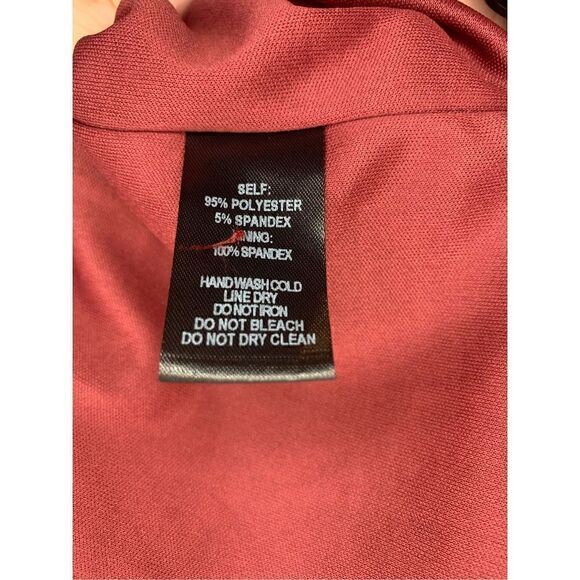 SELF:
95% POLYESTER
5% SPANDEX
NING:
100% SPANDEX
HAND WASH COLD
LINE DRY
DO NOT IRON
DO NOT BLEACH
DO NOT DRY CLEAN